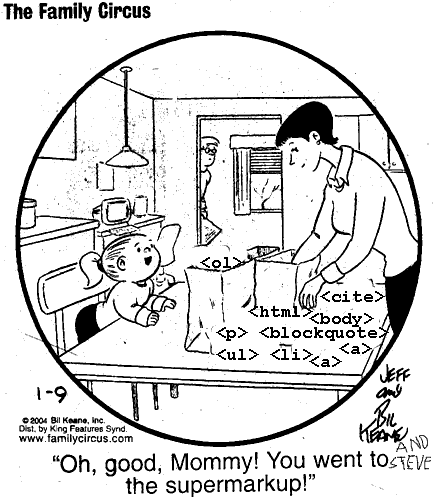 The Family Circus
<ol>
<html>
<cite>
<body>
<p>
<blockquote>
<ul>
<li>
<a>
<a>
1-9
JEFF
and
BIL
KEANE
AND
STEVE
© 2004 Bil Keane, Inc.
Dist. by King Features Synd.
www.familycircus.com
"Oh, good, Mommy! You went to
the supermarkup!"